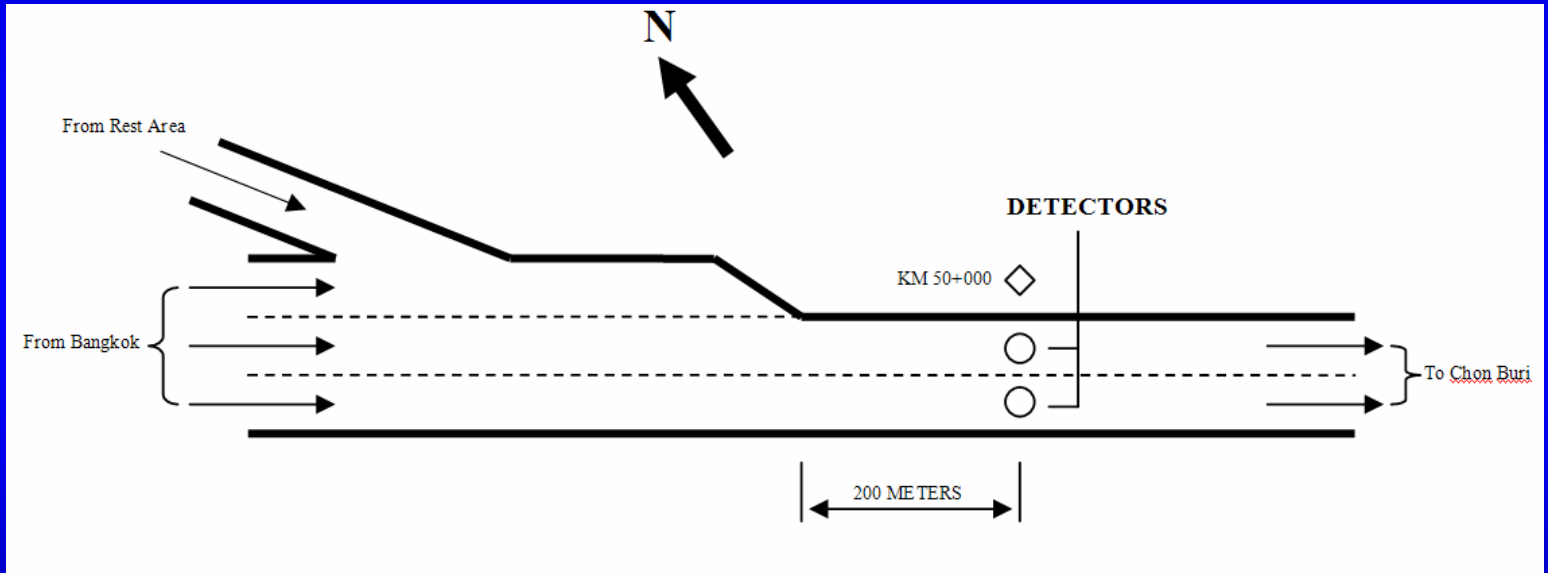 N
From Rest Area
DETECTORS
KM 50+000
From Bangkok
To Chon Buri
200 METERS